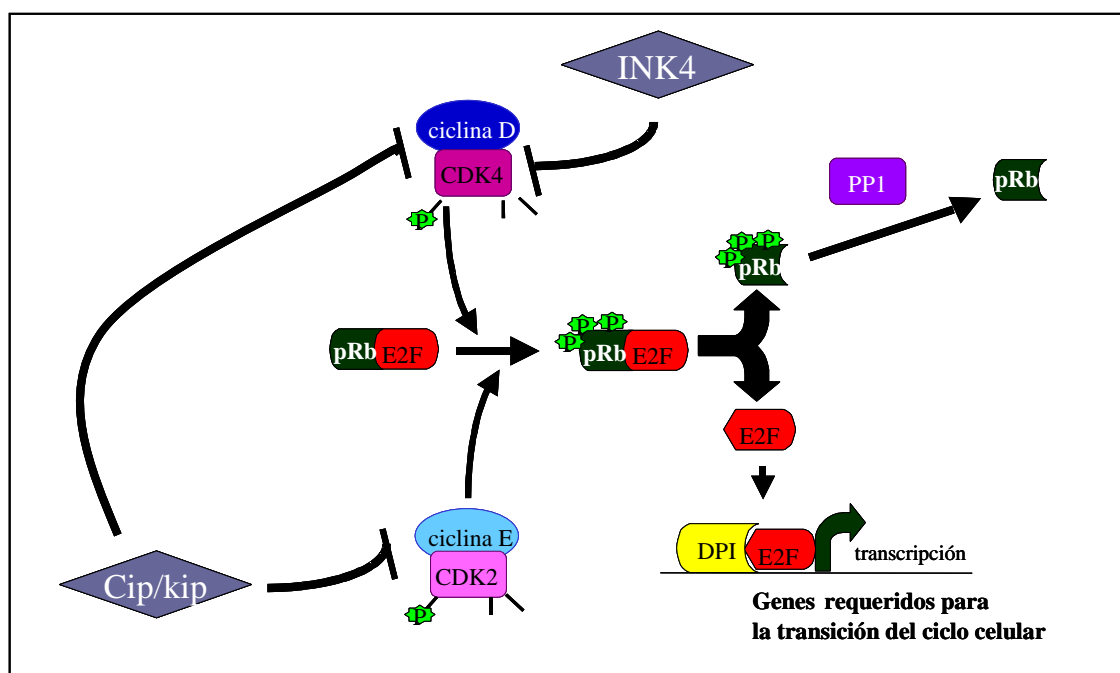 INK4
ciclina D
CDK4
P
PP1
pRb
P P
P
pRb
pRb E2F
P P
P
pRb E2F
E2F
ciclina E
CDK2
P
Cip/kip
DPI E2F
transcripción
Genes requeridos para
la transición del ciclo celular